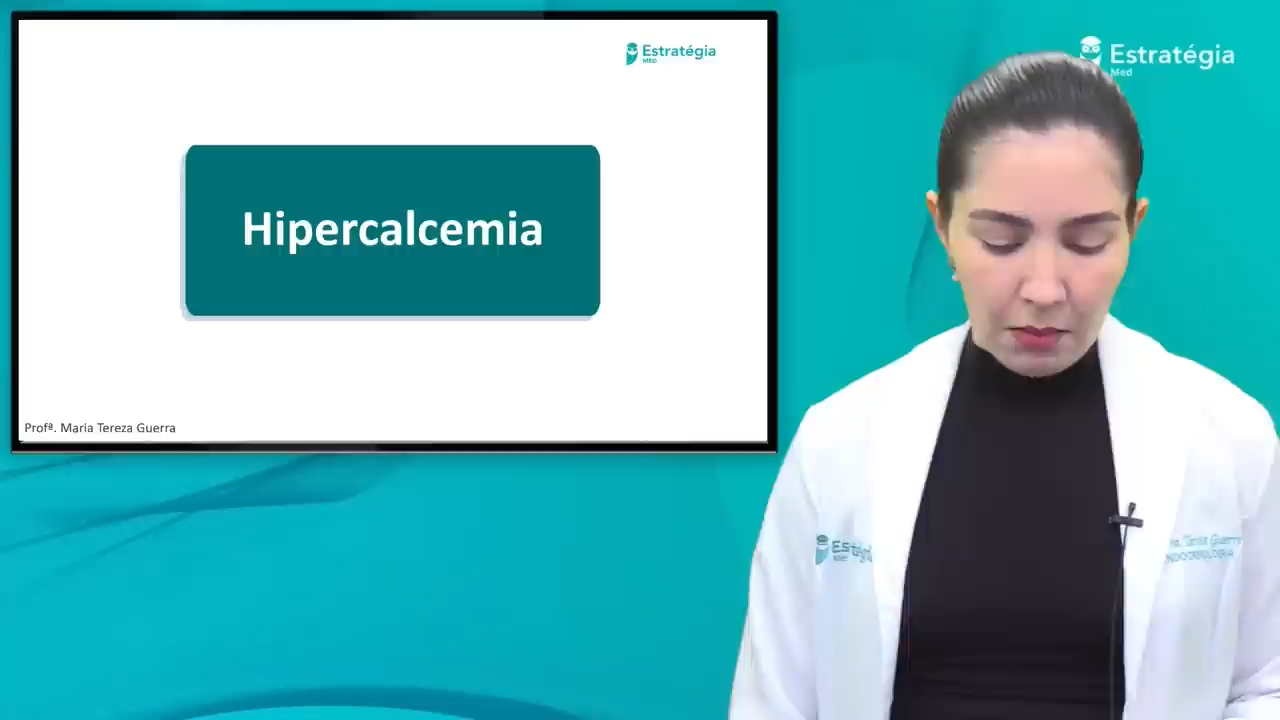 Estratégia
MED
Hipercalcemia
Profª. Maria Tereza Guerra
Estratégia
Med